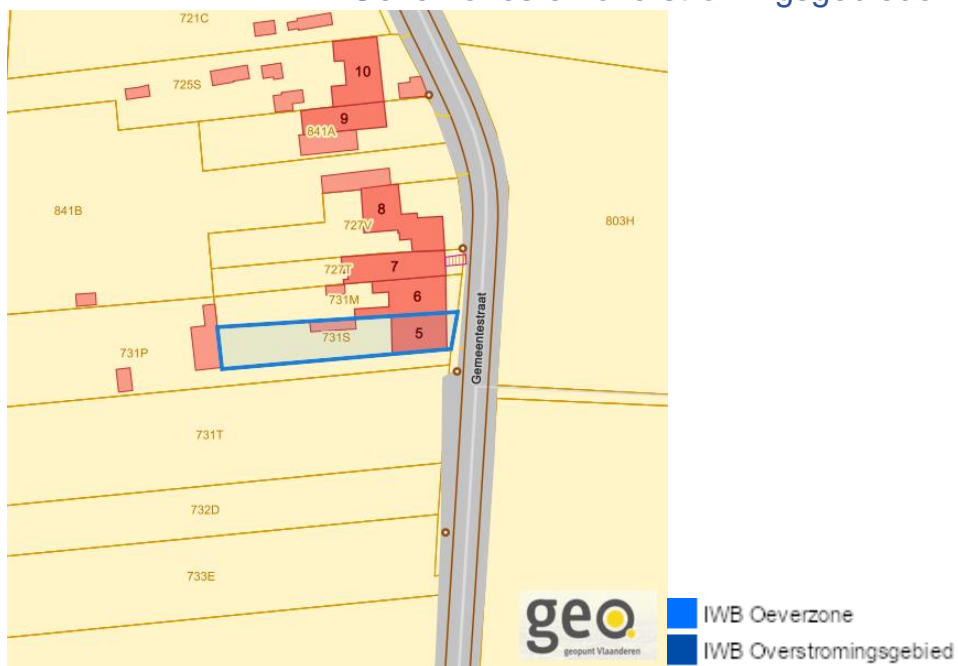 721C
10
725S
9
841A
841B
8
803H
727V
7
727T
6
731M
5
731S
Gemeentestraat
731P
731T
732D
733E
geo.
geopunt Vlaanderen
IWB Oeverzone
IWB Overstromingsgebied